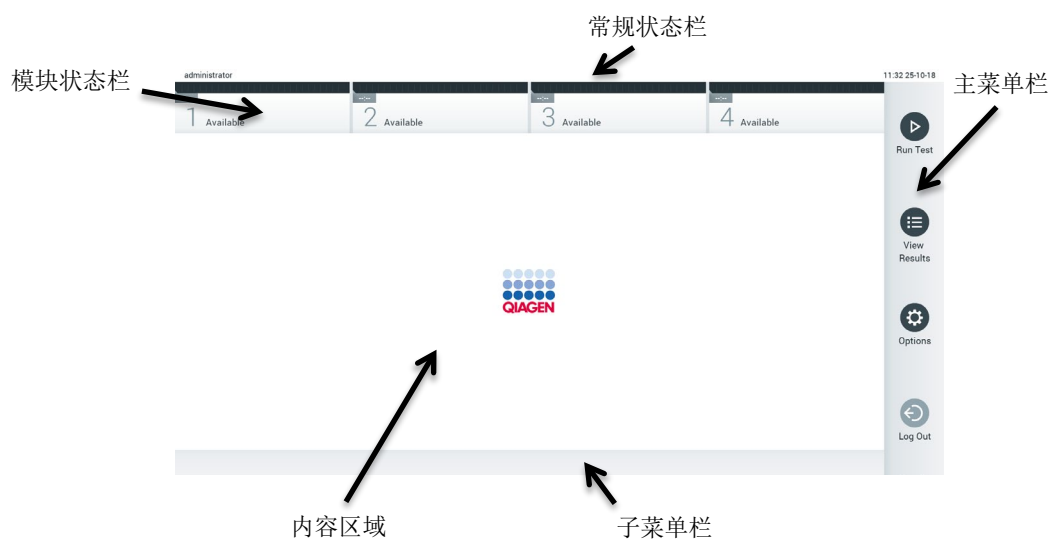 常规状态栏
模块状态栏
administrator
11:32 25-10-18
主菜单栏
--:--
1 Available
--:--
2 Available
--:--
3 Available
--:--
4 Available
Run Test
View
Results
QIAGEN
Options
Log Out
内容区域
子菜单栏